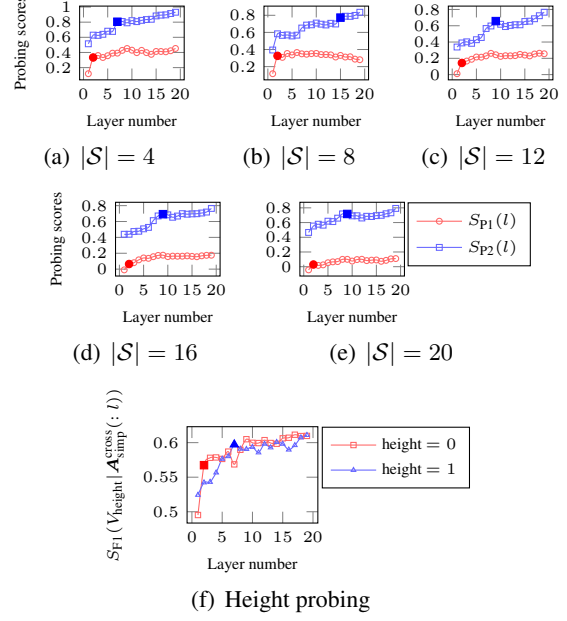 Probing scores
1
0.8
0.6
0.4
0.2
0 5 10 15 20
Layer number
(a) |S| = 4
0.8
0.6
0.4
0.2
0 5 10 15 20
Layer number
(b) |S| = 8
0.8
0.6
0.4
0.2
0
0 5 10 15 20
Layer number
(c) |S| = 12
Probing scores
0.8
0.6
0.4
0.2
0
0 5 10 15 20
Layer number
(d) |S| = 16
0.8
0.6
0.4
0.2
0
0 5 10 15 20
Layer number
(e) |S| = 20
S_P1(l)
S_P2(l)
S_F1(V_height|A^cross_simp(: l))
0.6
0.55
0.5
0 5 10 15 20
Layer number
height = 0
height = 1
(f) Height probing